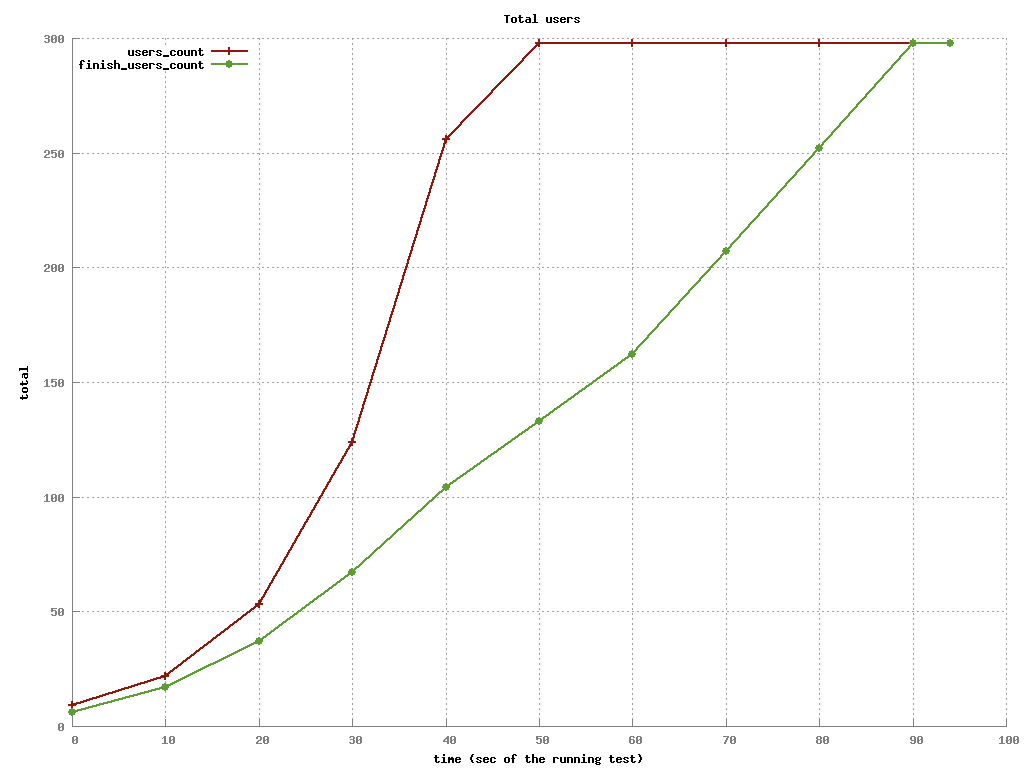 Total users
users_count
finish_users_count
300
250
200
150
100
50
0
total
0 10 20 30 40 50 60 70 80 90 100
time (sec of the running test)